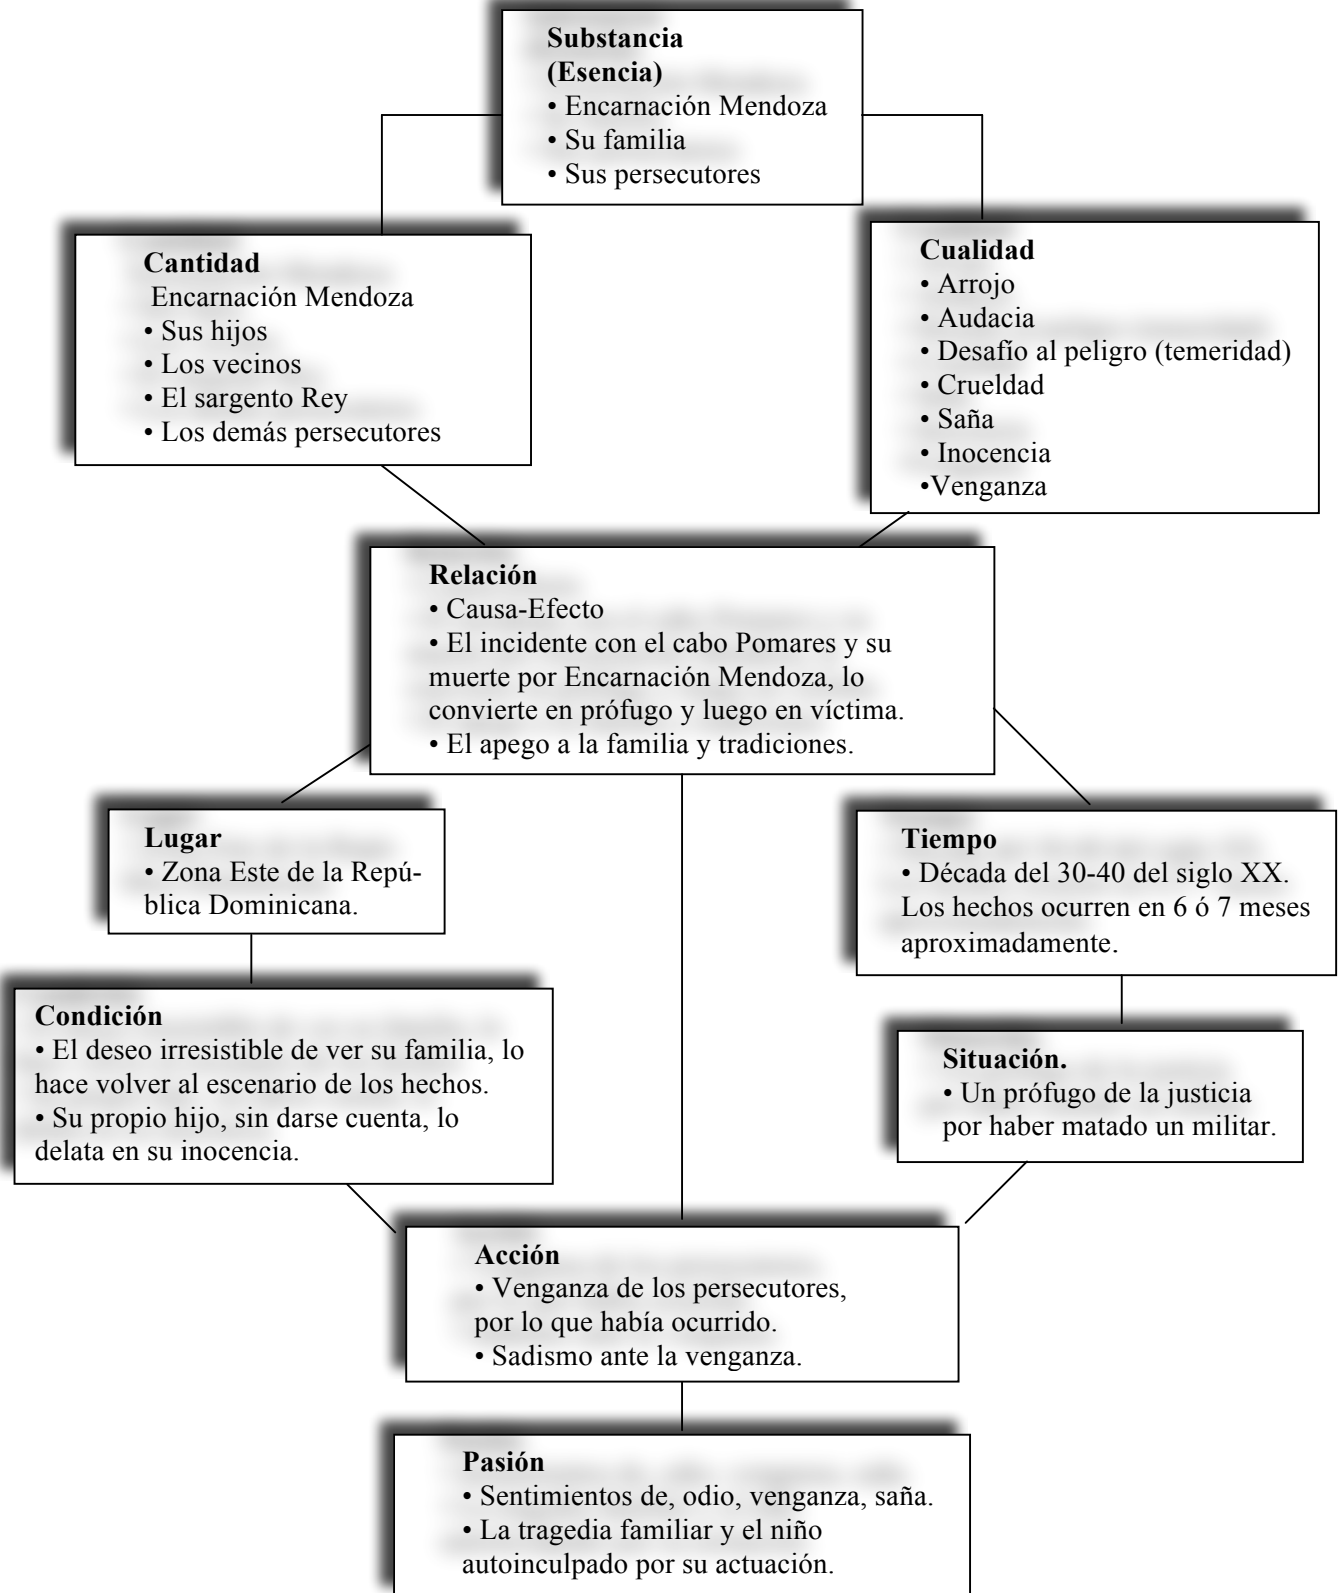 Substancia
(Esencia)
• Encarnación Mendoza
• Su familia
• Sus persecutores
Cantidad
Encarnación Mendoza
• Sus hijos
• Los vecinos
• El sargento Rey
• Los demás persecutores
Cualidad
• Arrojo
• Audacia
• Desafío al peligro (temeridad)
• Crueldad
• Saña
• Inocencia
•Venganza
Relación
• Causa-Efecto
• El incidente con el cabo Pomares y su
muerte por Encarnación Mendoza, lo
convierte en prófugo y luego en víctima.
• El apego a la familia y tradiciones.
Lugar
• Zona Este de la Repú-
blica Dominicana.
Tiempo
• Década del 30-40 del siglo XX.
Los hechos ocurren en 6 ó 7 meses
aproximadamente.
Condición
• El deseo irresistible de ver su familia, lo
hace volver al escenario de los hechos.
• Su propio hijo, sin darse cuenta, lo
delata en su inocencia.
Situación.
• Un prófugo de la justicia
por haber matado un militar.
Acción
• Venganza de los persecutores,
por lo que había ocurrido.
• Sadismo ante la venganza.
Pasión
• Sentimientos de, odio, venganza, saña.
• La tragedia familiar y el niño
autoinculpado por su actuación.